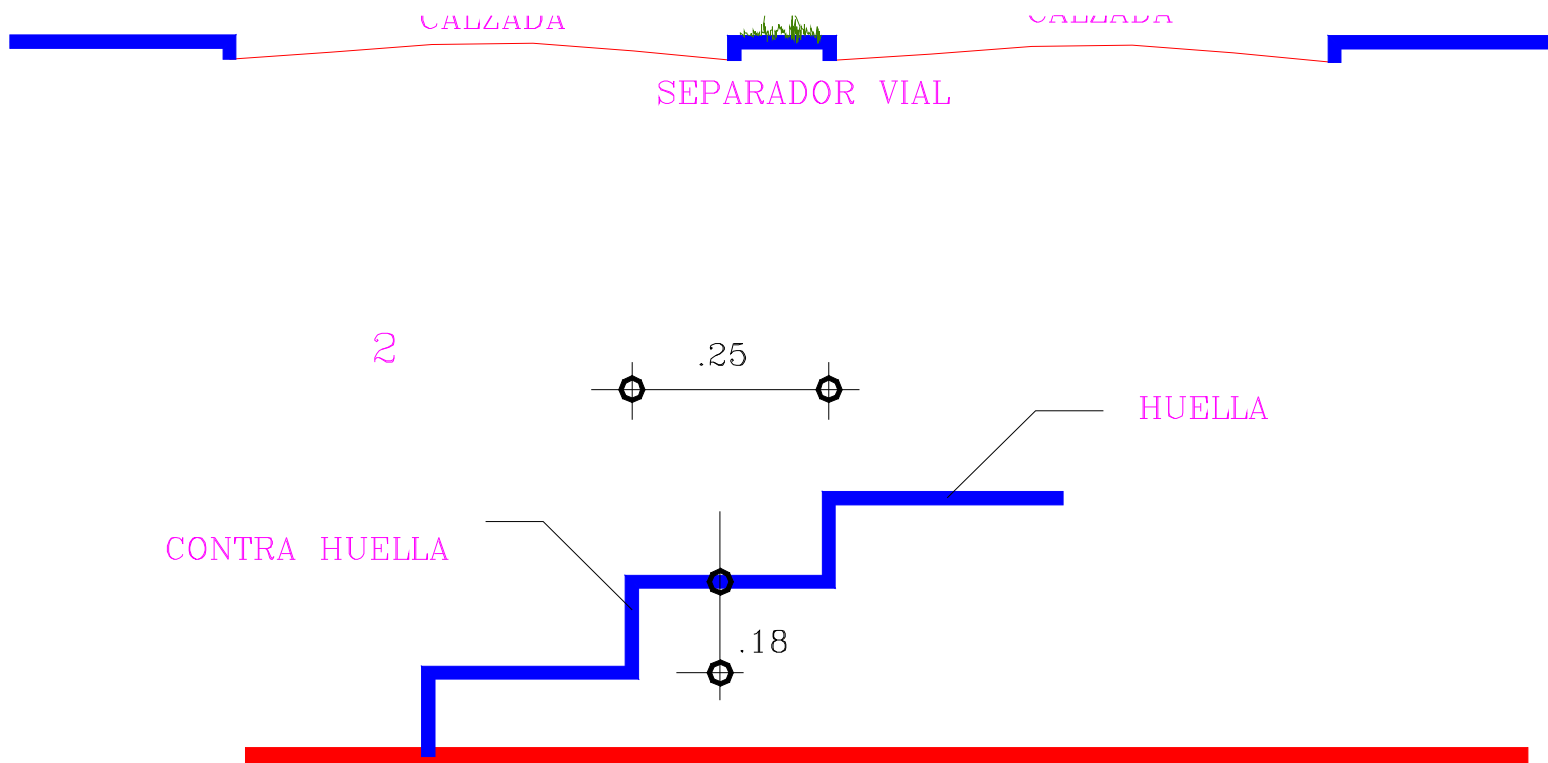 CALZADA
CALZADA
SEPARADOR VIAL
2
.25
HUELLA
CONTRA HUELLA
.18